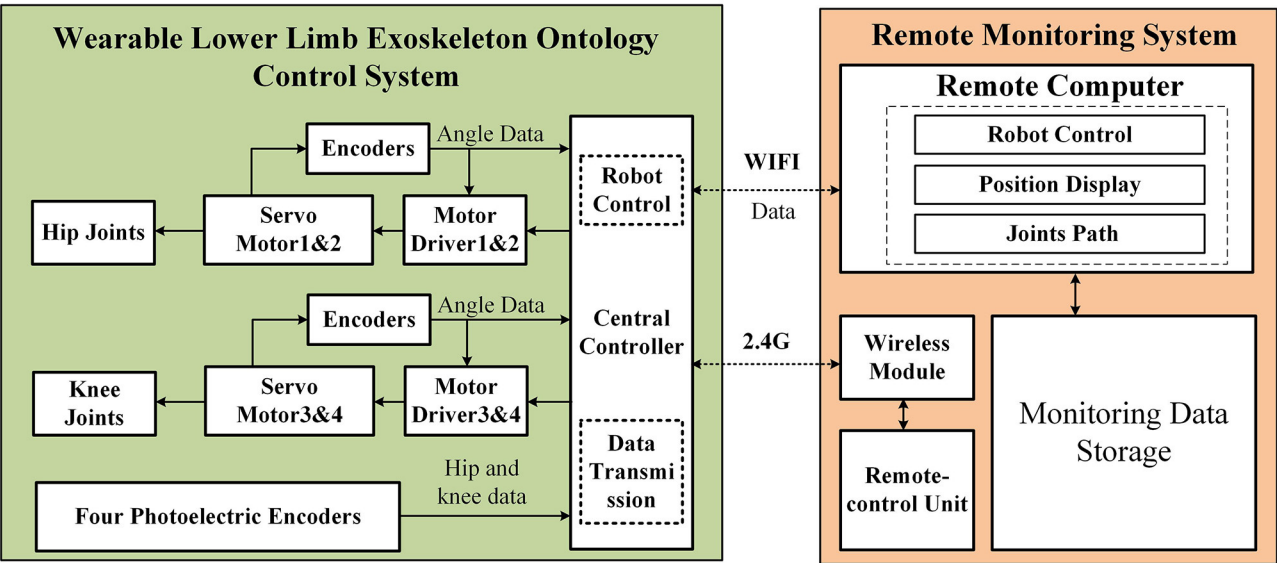 Wearable Lower Limb Exoskeleton Ontology
Control System
Encoders
Angle Data
Hip Joints
Servo
Motor1&2
Motor
Driver1&2
Robot
Control
Encoders
Angle Data
Central
Controller
Knee
Joints
Servo
Motor3&4
Motor
Driver3&4
Data
Transmi
ssion
Hip and
knee data
Four Photoelectric Encoders
WIFI
Data
2.4G
Remote Monitoring System
Remote Computer
Robot Control
Position Display
Joints Path
Wireless
Module
Remote-
control Unit
Monitoring Data
Storage